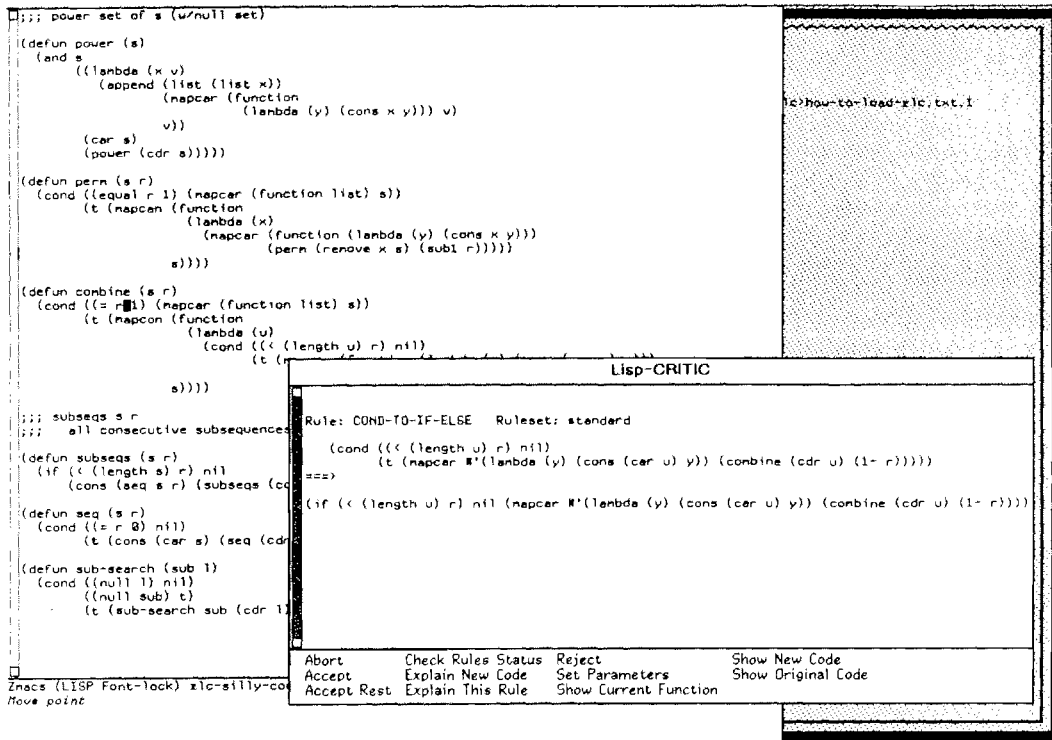 ;;; power set of s (w/null set)
(defun power (s)
(and s
((lambda (x v)
(append (list (list x))
(mapcar (function
(lambda (y) (cons x y))) v)
v))
(car s)
(power (cdr s)))))
(defun perm (s r)
(cond ((equal r 1) (mapcar (function list) s))
(t (mapcan (function
(lambda (x)
(mapcar (function (lambda (y) (cons x y)))
(perm (remove x s) (sub1 r)))))
s))))
(defun combine (s r)
(cond ((= r 1) (mapcar (function list) s))
(t (mapcon (function
(lambda (u)
(cond ((< (length u) r) nil)
(t (
s))))
;;; subseqs s r
;;; all consecutive subsequences
(defun subseqs (s r)
(if (< (length s) r) nil
(cons (seq s r) (subseqs (
(defun seq (s r)
(cond ((= r 0) nil)
(t (cons (car s) (seq (cdr
(defun sub-search (sub l)
(cond ((null l) nil)
((null sub) t)
(t (sub-search sub (cdr l)
Zmacs (LISP Font-lock) zlc-silly-co
Move point
lc>how-to-load-zlc.txt.1
Lisp-CRITIC
Rule: COND-TO-IF-ELSE Ruleset: standard
(cond ((< (length u) r) nil)
(t (mapcar #'(lambda (y) (cons (car u) y)) (combine (cdr u) (1- r)))))
===>
(if (< (length u) r) nil (mapcar #'(lambda (y) (cons (car u) y)) (combine (cdr u) (1- r))))
Abort Check Rules Status Reject Show New Code
Accept Explain New Code Set Parameters Show Original Code
Accept Rest Explain This Rule Show Current Function